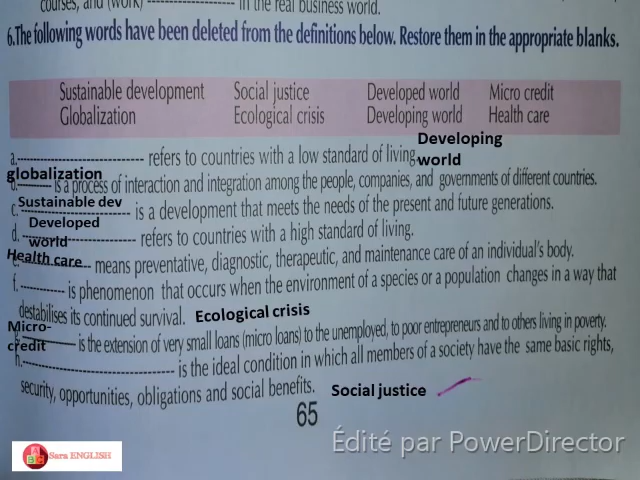 courses, and (work) -------------------- in the real business world.
6.The following words have been deleted from the definitions below. Restore them in the appropriate blanks.
Sustainable development Social justice Developed world Micro credit
Globalization Ecological crisis Developing world Health care
a.------------------------------ refers to countries with a low standard of living. Developing world
globalization
b.--------- is a process of interaction and integration among the people, companies, and governments of different countries.
Sustainable dev
c.-------------------------- is a development that meets the needs of the present and future generations.
Developed world
d.--------------------------- refers to countries with a high standard of living.
Health care
e.------------------ means preventative, diagnostic, therapeutic, and maintenance care of an individual's body.
f.----------- is phenomenon that occurs when the environment of a species or a population changes in a way that
destabilises its continued survival. Ecological crisis
Micro-credit
g.------------- is the extension of very small loans (micro loans) to the unemployed, to poor entrepreneurs and to others living in poverty.
h.------------------------------------ is the ideal condition in which all members of a society have the same basic rights,
security, opportunities, obligations and social benefits. Social justice
65
Édité par PowerDirector
ABC Sara ENGLISH